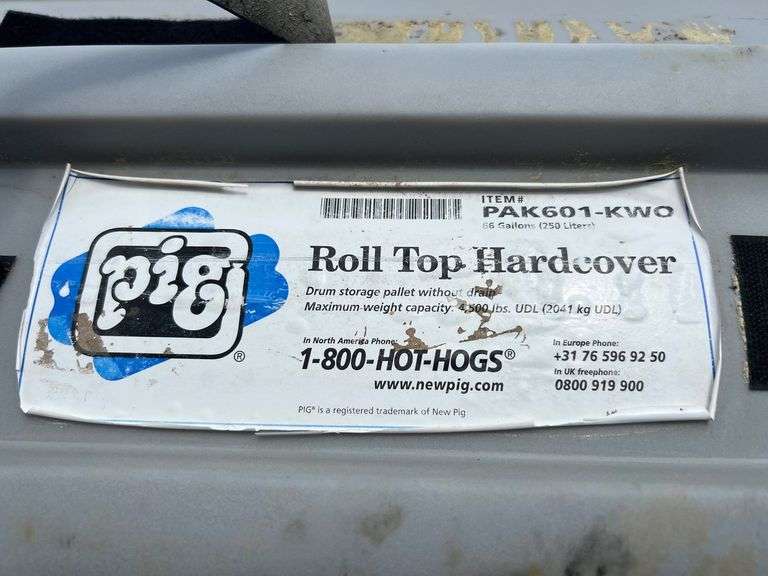 pig
®
ITEM#
PAK601-KWO
66 Gallons (250 Liters)
Roll Top Hardcover
Drum storage pallet without drain
Maximum weight capacity: 4,500 lbs. UDL (2041 kg UDL)
In North America Phone:
1-800-HOT-HOGS®
www.newpig.com
In Europe Phone:
+31 76 596 92 50
In UK freephone:
0800 919 900
PIG® is a registered trademark of New Pig